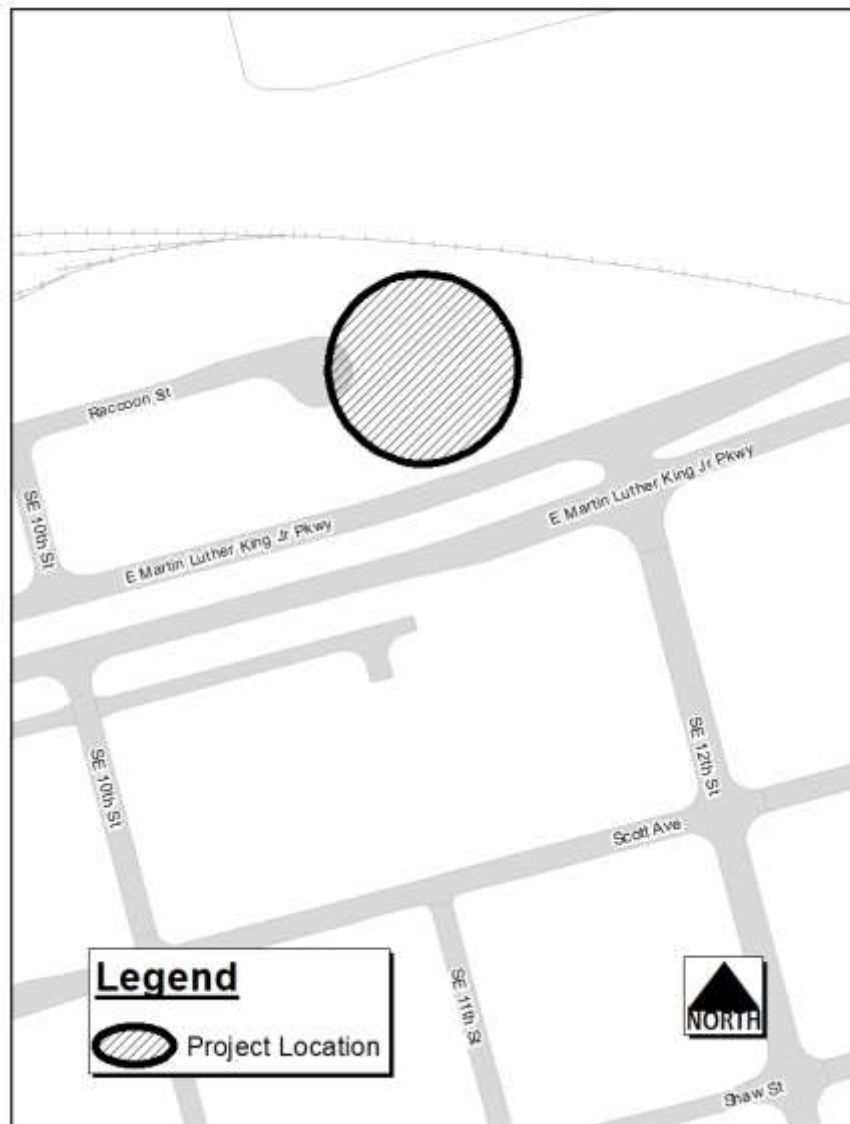 Raccoon St
SE 10th St
E Martin Luther King Jr Pkwy
E Martin Luther King Jr Pkwy
SE 10th St
SE 12th St
Scott Ave
SE 11th St
Shaw St
Legend
Project Location
NORTH